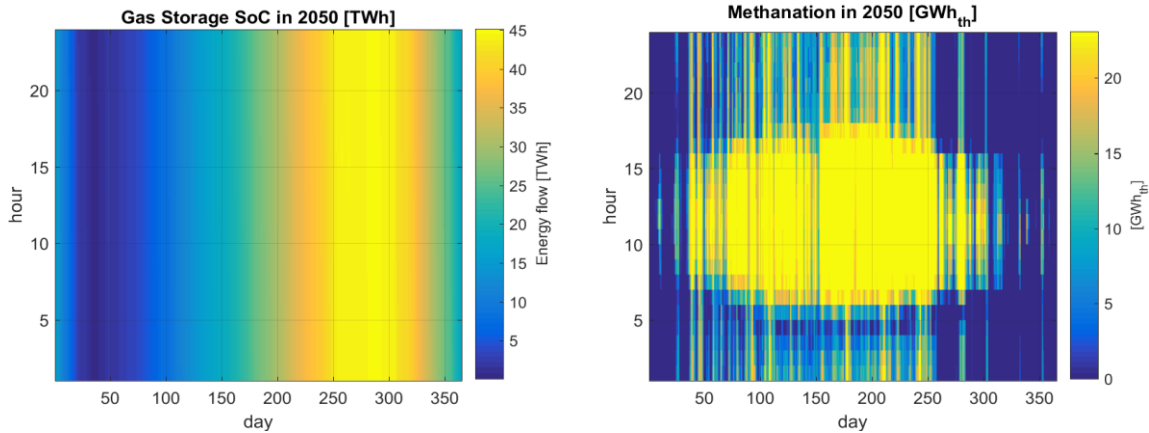 Gas Storage SoC in 2050 [TWh]
20
15
10
5
hour
50 100 150 200 250 300 350
day
45
40
35
30
25
20
15
10
5
Energy flow [TWh]
Methanation in 2050 [GWh_th]
20
15
10
5
hour
50 100 150 200 250 300 350
day
20
15
10
5
0
[GWh_th]